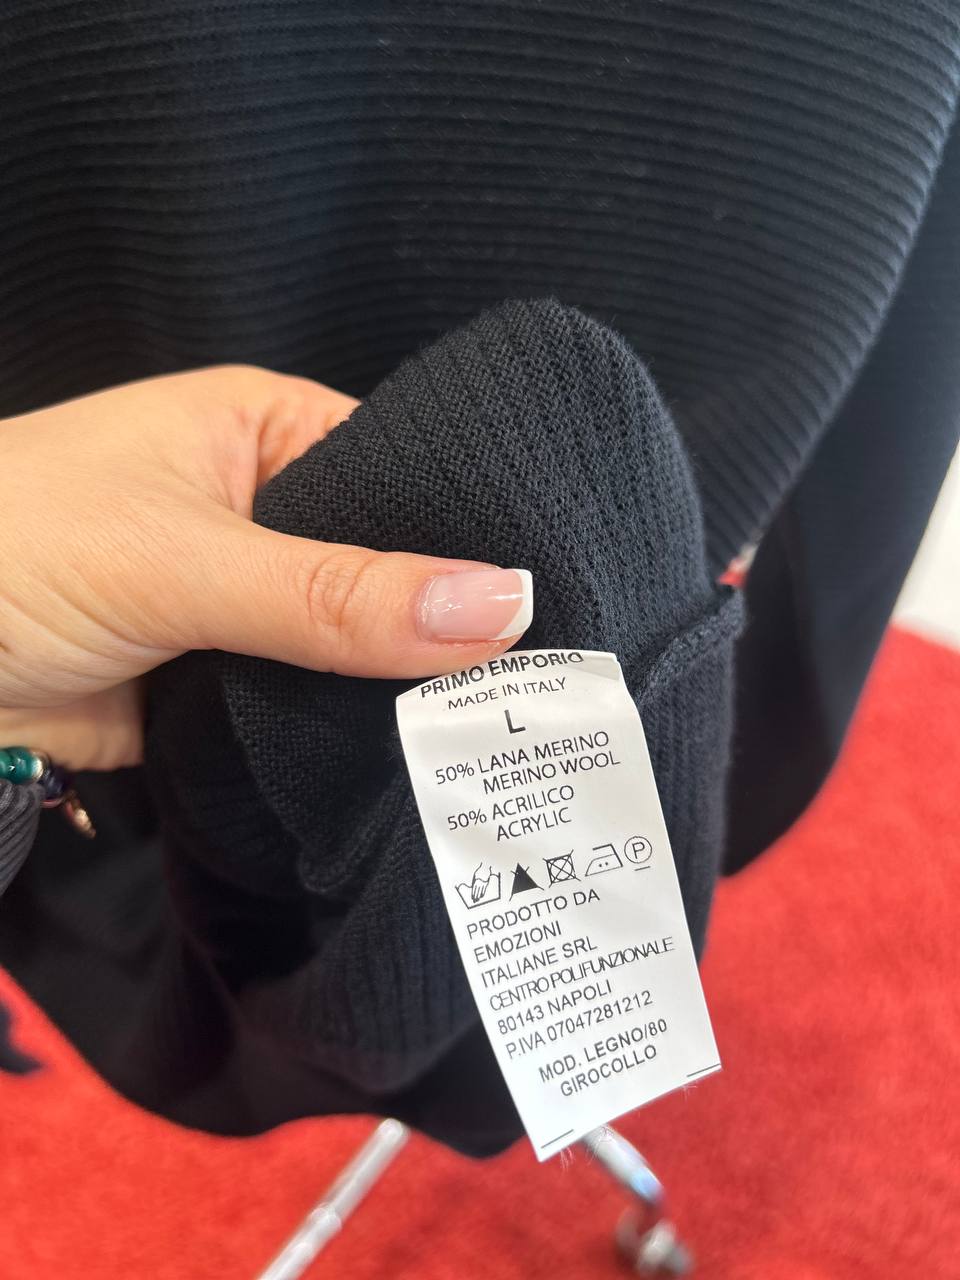 PRIMO EMPORIO
MADE IN ITALY
L
50% LANA MERINO
MERINO WOOL
50% ACRILICO
ACRYLIC
P
PRODOTTO DA
EMOZIONI
ITALIANE SRL
CENTRO POLIFUNZIONALE
80143 NAPOLI
P.IVA 07047281212
MOD. LEGNO/80
GIROCOLLO